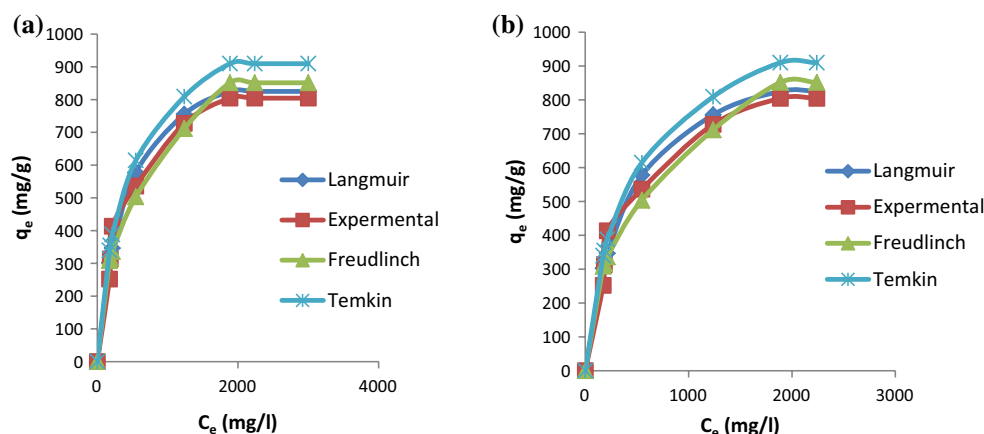 (a)
1000
900
800
700
600
500
400
300
200
100
0
qe (mg/g)
0 2000 4000
Ce (mg/l)
Langmuir
Expermental
Freudlinch
Temkin
(b)
1000
900
800
700
600
500
400
300
200
100
0
qe (mg/g)
0 1000 2000 3000
Ce (mg/l)
Langmuir
Expermental
Freudlinch
Temkin